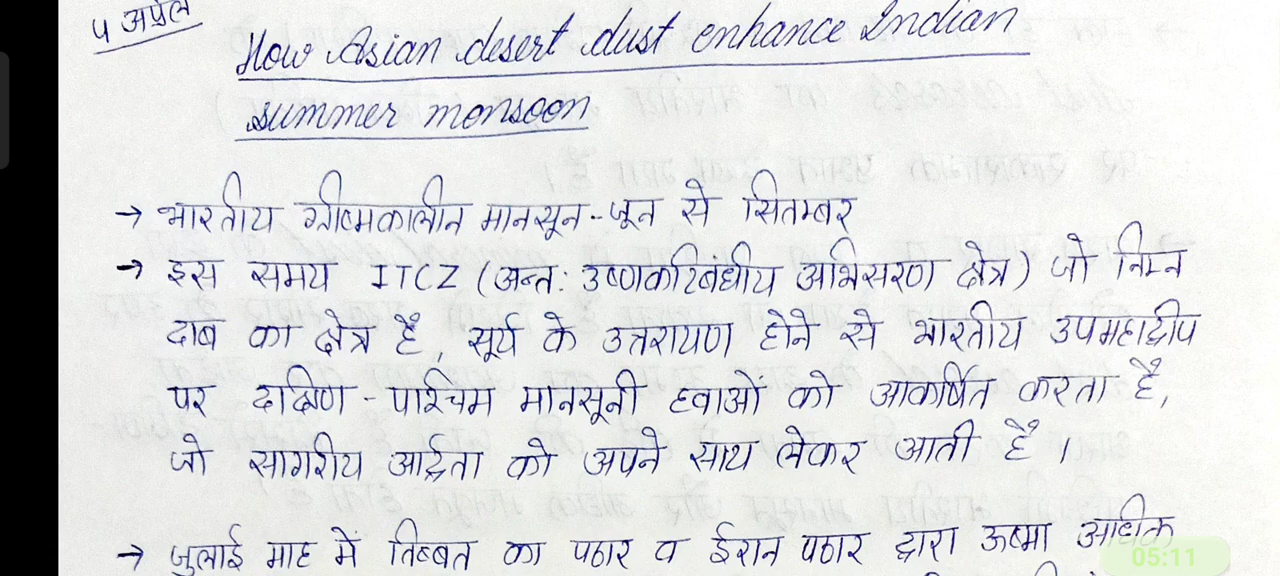 ५ अप्रैल
How Asian desert dust enhance Indian
summer monsoon
→ भारतीय ग्रीष्मकालीन मानसून - जून से सितम्बर
→ इस समय ITCZ (अन्त: उष्णकटिबंधीय अभिसरण क्षेत्र) जो निम्न
दाब का क्षेत्र है, सूर्य के उत्तरायण होने से भारतीय उपमहाद्वीप
पर दक्षिण - पश्चिम मानसूनी हवाओं को आकर्षित करता है,
जो सागरीय आर्द्रता को अपने साथ लेकर आती है ।
→ जुलाई माह में तिब्बत का पठार व ईरान पठार द्वारा ऊष्मा अधिक
05:11